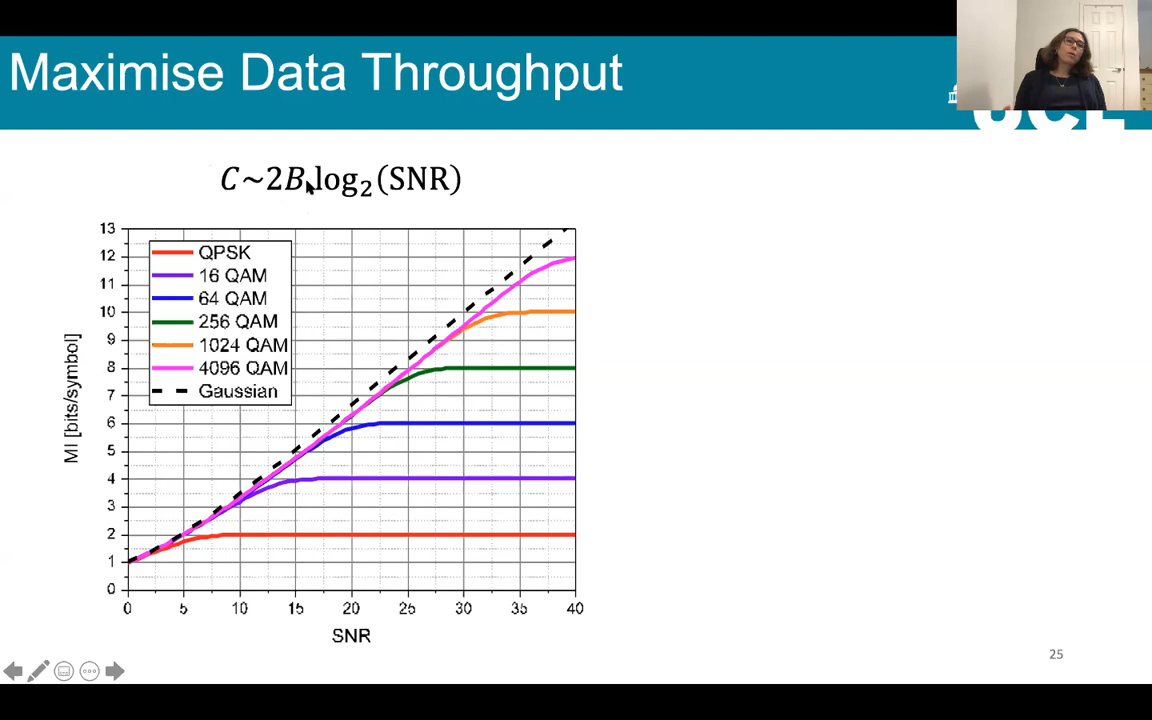 Maximise Data Throughput
UCL
C~2B log₂(SNR)
13
12
11
10
9
8
7
6
5
4
3
2
1
0
MI [bits/symbol]
QPSK
16 QAM
64 QAM
256 QAM
1024 QAM
4096 QAM
Gaussian
0 5 10 15 20 25 30 35 40
SNR
25